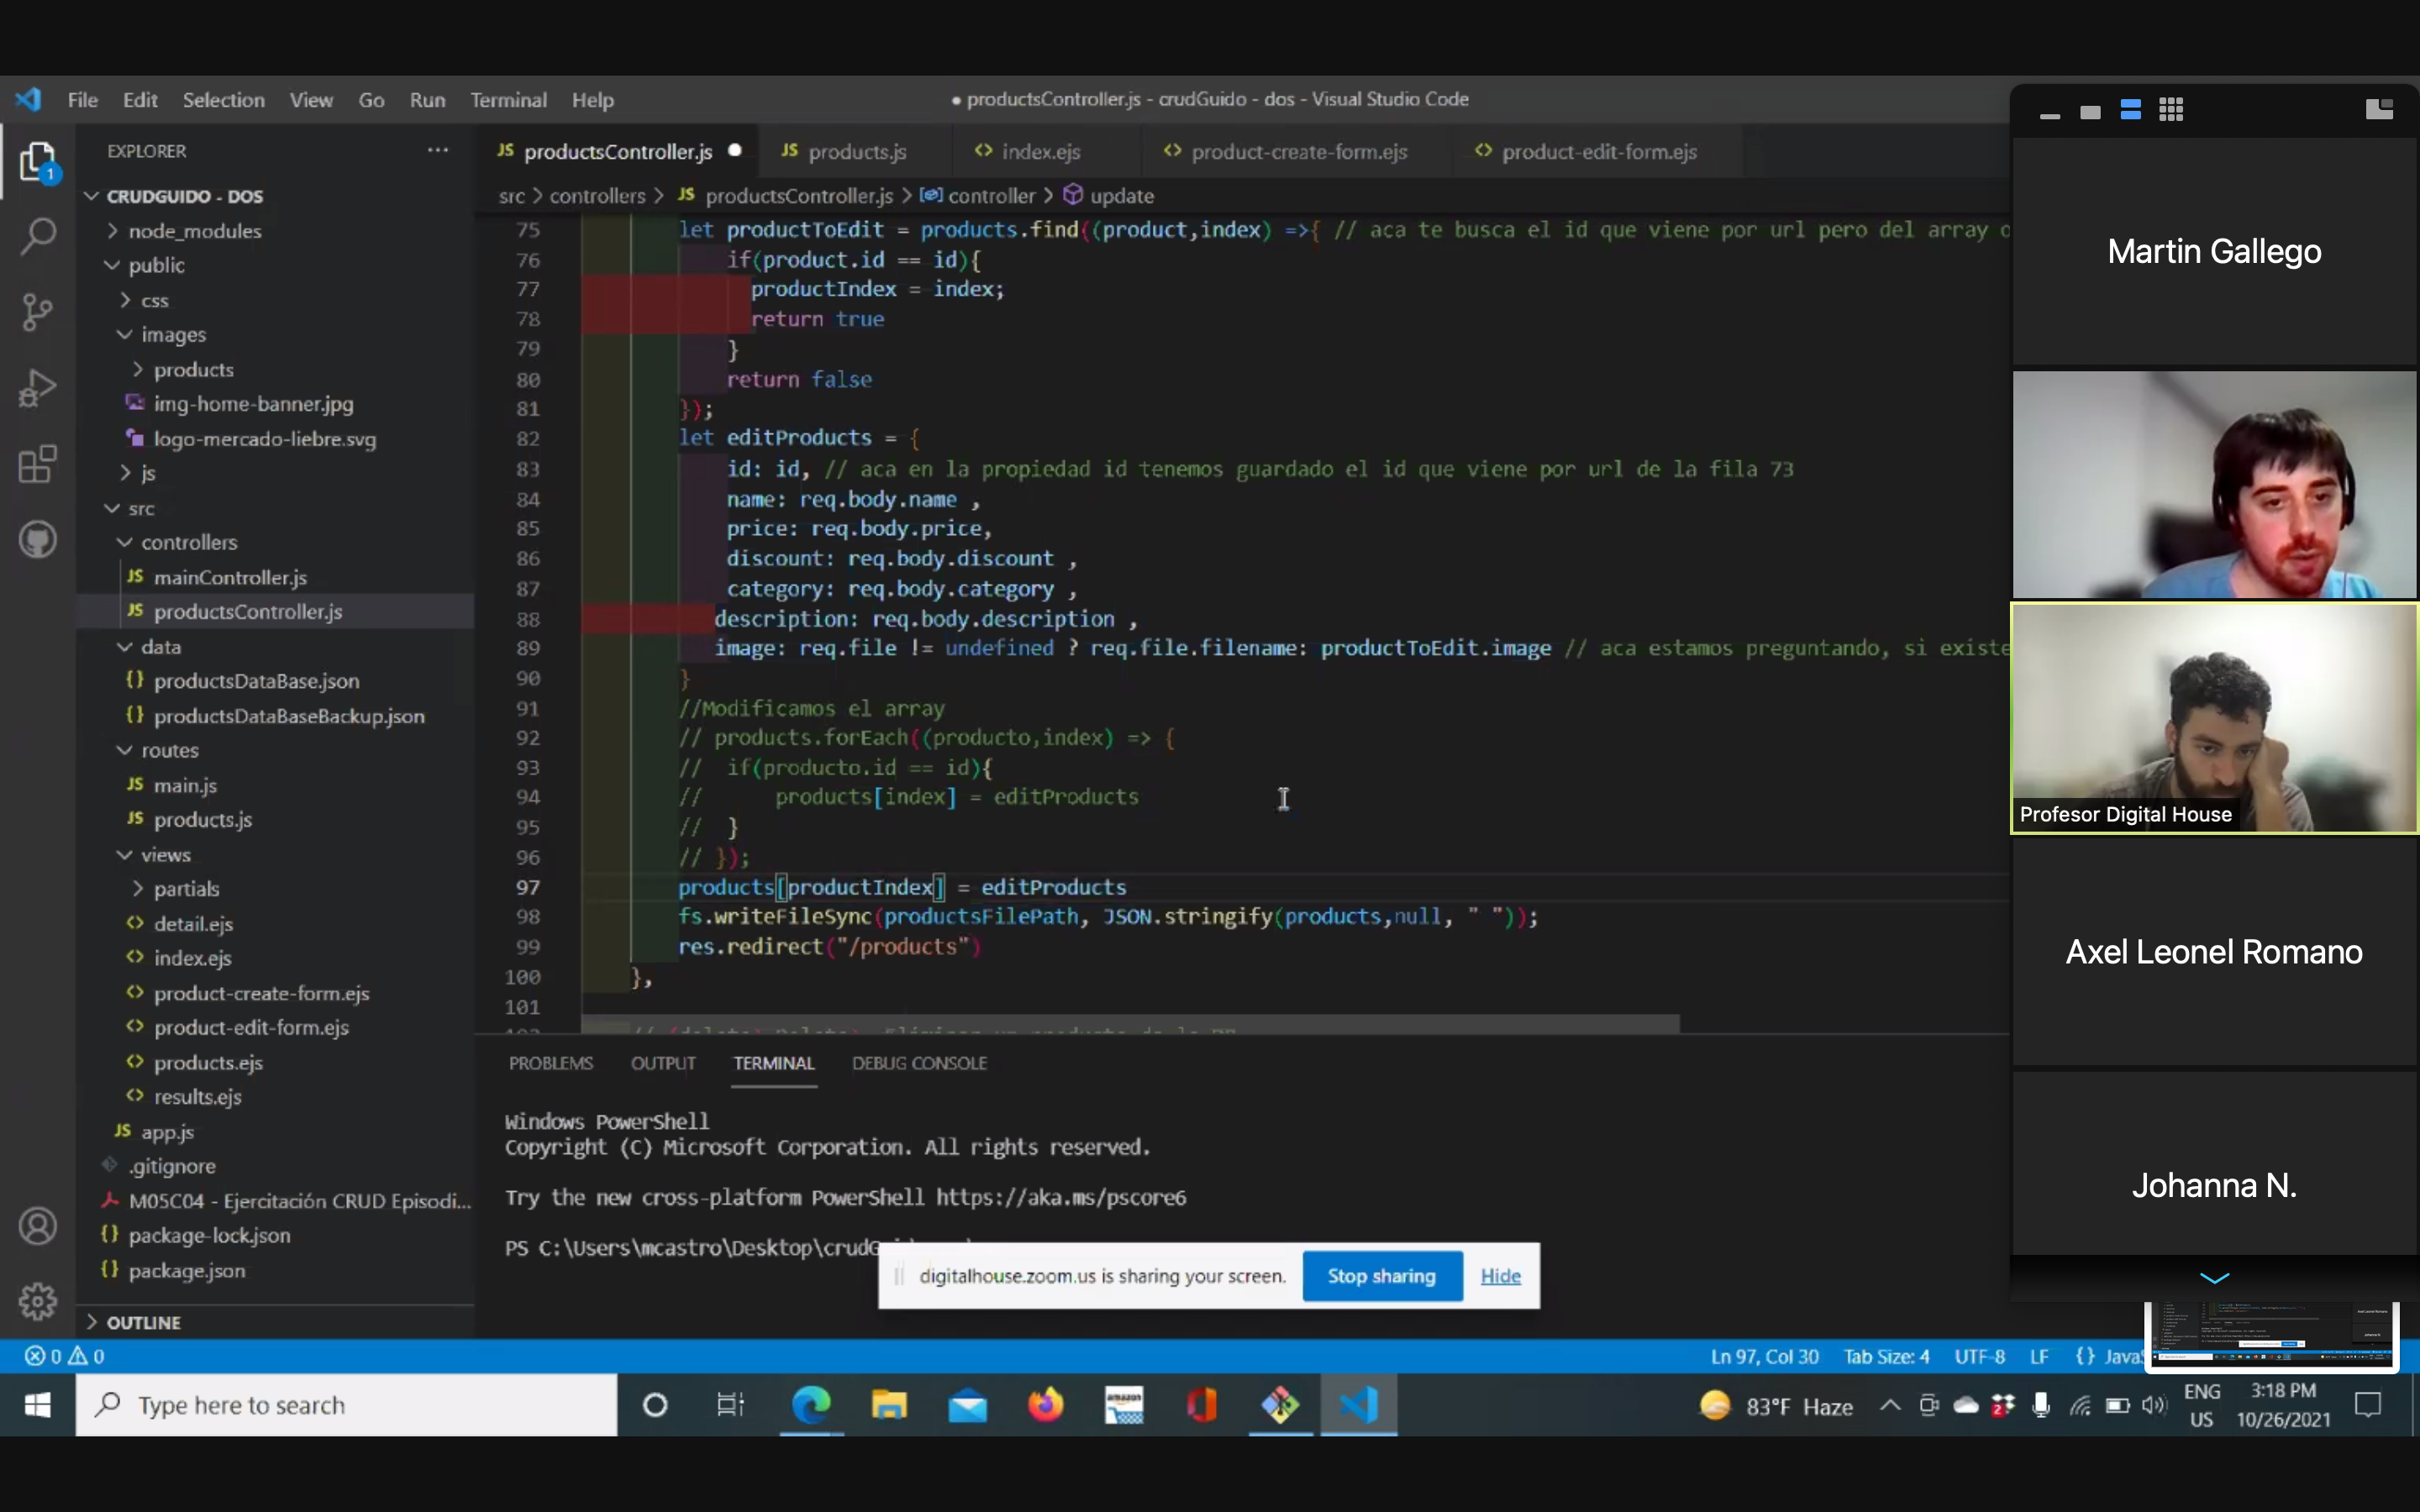 File Edit Selection View Go Run Terminal Help
● productsController.js - crudGuido - dos - Visual Studio Code
EXPLORER ...
1
CRUDGUIDO - DOS
node_modules
public
css
images
products
img-home-banner.jpg
logo-mercado-liebre.svg
js
src
controllers
JS mainController.js
JS productsController.js
data
{} productsDataBase.json
{} productsDataBaseBackup.json
routes
JS main.js
JS products.js
views
partials
<> detail.ejs
<> index.ejs
<> product-create-form.ejs
<> product-edit-form.ejs
<> products.ejs
<> results.ejs
JS app.js
.gitignore
M05C04 - Ejercitación CRUD Episodi...
{} package-lock.json
{} package.json
OUTLINE
JS productsController.js ● JS products.js <> index.ejs <> product-create-form.ejs <> product-edit-form.ejs
src > controllers > JS productsController.js > controller > update
75 let productToEdit = products.find((product,index) =>{ // aca te busca el id que viene por url pero del array
76 if(product.id == id){
77 productIndex = index;
78 return true
79 }
80 return false
81 });
82 let editProducts = {
83 id: id, // aca en la propiedad id tenemos guardado el id que viene por url de la fila 73
84 name: req.body.name ,
85 price: req.body.price,
86 discount: req.body.discount ,
87 category: req.body.category ,
88 description: req.body.description ,
89 image: req.file != undefined ? req.file.filename: productToEdit.image // aca estamos preguntando, si existe
90 }
91 //Modificamos el array
92 // products.forEach((producto,index) => {
93 // if(producto.id == id){
94 // products[index] = editProducts
95 // }
96 // });
97 products[productIndex] = editProducts
98 fs.writeFileSync(productsFilePath, JSON.stringify(products,null, " "));
99 res.redirect("/products")
100 },
101
PROBLEMS OUTPUT TERMINAL DEBUG CONSOLE
Windows PowerShell
Copyright (C) Microsoft Corporation. All rights reserved.
Try the new cross-platform PowerShell https://aka.ms/pscore6
PS C:\Users\mcastro\Desktop\crudG
digitalhouse.zoom.us is sharing your screen. Stop sharing Hide
Martin Gallego
Profesor Digital House
Axel Leonel Romano
Johanna N.
0 0
Ln 97, Col 30 Tab Size: 4 UTF-8 LF {} JavaS
Type here to search
amazon
83°F Haze
2
ENG
US
3:18 PM
10/26/2021